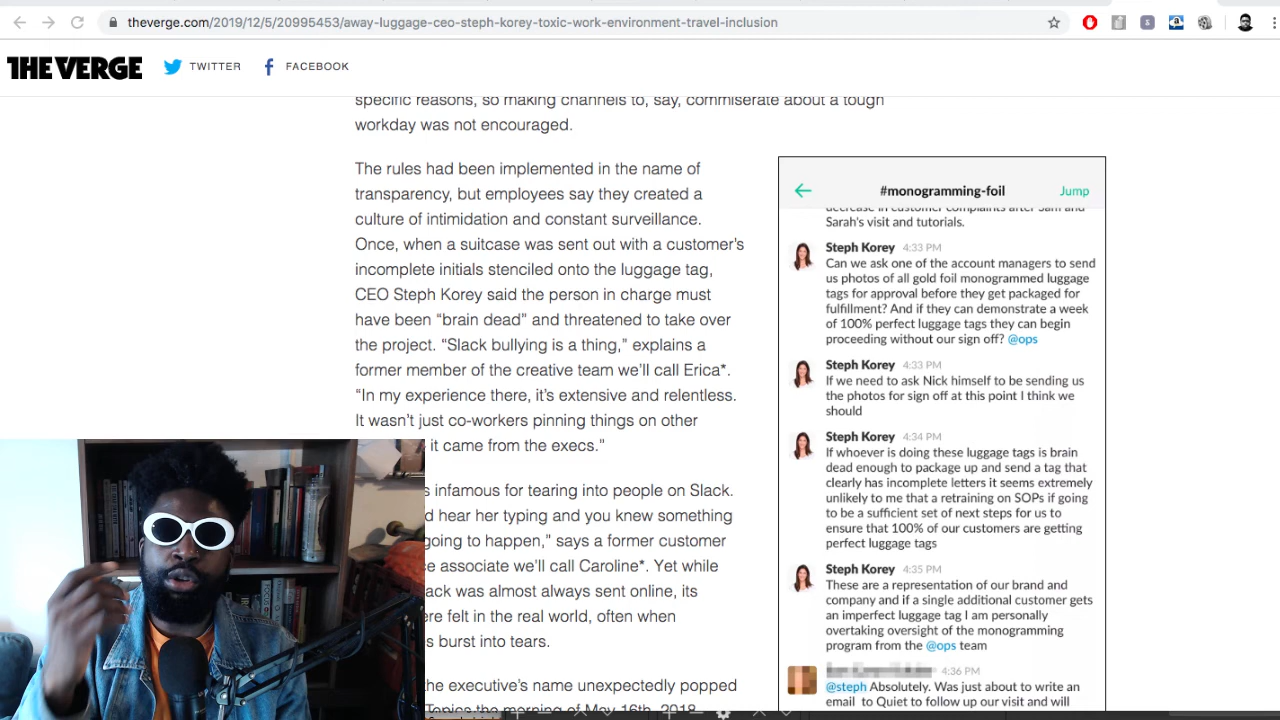 theverge.com/2019/12/5/20995453/away-luggage-ceo-steph-korey-toxic-work-environment-travel-inclusion
THE VERGE
TWITTER
FACEBOOK
specific reasons, so making channels to, say, commiserate about a tough
workday was not encouraged.
The rules had been implemented in the name of
transparency, but employees say they created a
culture of intimidation and constant surveillance.
Once, when a suitcase was sent out with a customer's
incomplete initials stenciled onto the luggage tag,
CEO Steph Korey said the person in charge must
have been “brain dead” and threatened to take over
the project. “Slack bullying is a thing,” explains a
former member of the creative team we'll call Erica*.
“In my experience there, it's extensive and relentless.
It wasn't just co-workers pinning things on other
it came from the execs.”
s infamous for tearing into people on Slack.
d hear her typing and you knew something
going to happen,” says a former customer
e associate we'll call Caroline*. Yet while
ack was almost always sent online, its
ere felt in the real world, often when
s burst into tears.
he executive's name unexpectedly popped
Topics the morning of May 16th, 2018
#monogramming-foil
Jump
decrease in customer complaints after Sam and
Sarah's visit and tutorials.
Steph Korey 4:33 PM
Can we ask one of the account managers to send
us photos of all gold foil monogrammed luggage
tags for approval before they get packaged for
fulfillment? And if they can demonstrate a week
of 100% perfect luggage tags they can begin
proceeding without our sign off? @ops
Steph Korey 4:33 PM
If we need to ask Nick himself to be sending us
the photos for sign off at this point I think we
should
Steph Korey 4:34 PM
If whoever is doing these luggage tags is brain
dead enough to package up and send a tag that
clearly has incomplete letters it seems extremely
unlikely to me that a retraining on SOPs if going
to be a sufficient set of next steps for us to
ensure that 100% of our customers are getting
perfect luggage tags
Steph Korey 4:35 PM
These are a representation of our brand and
company and if a single additional customer gets
an imperfect luggage tag I am personally
overtaking oversight of the monogramming
program from the @ops team
4:36 PM
@steph Absolutely. Was just about to write an
email to Quiet to follow up our visit and will